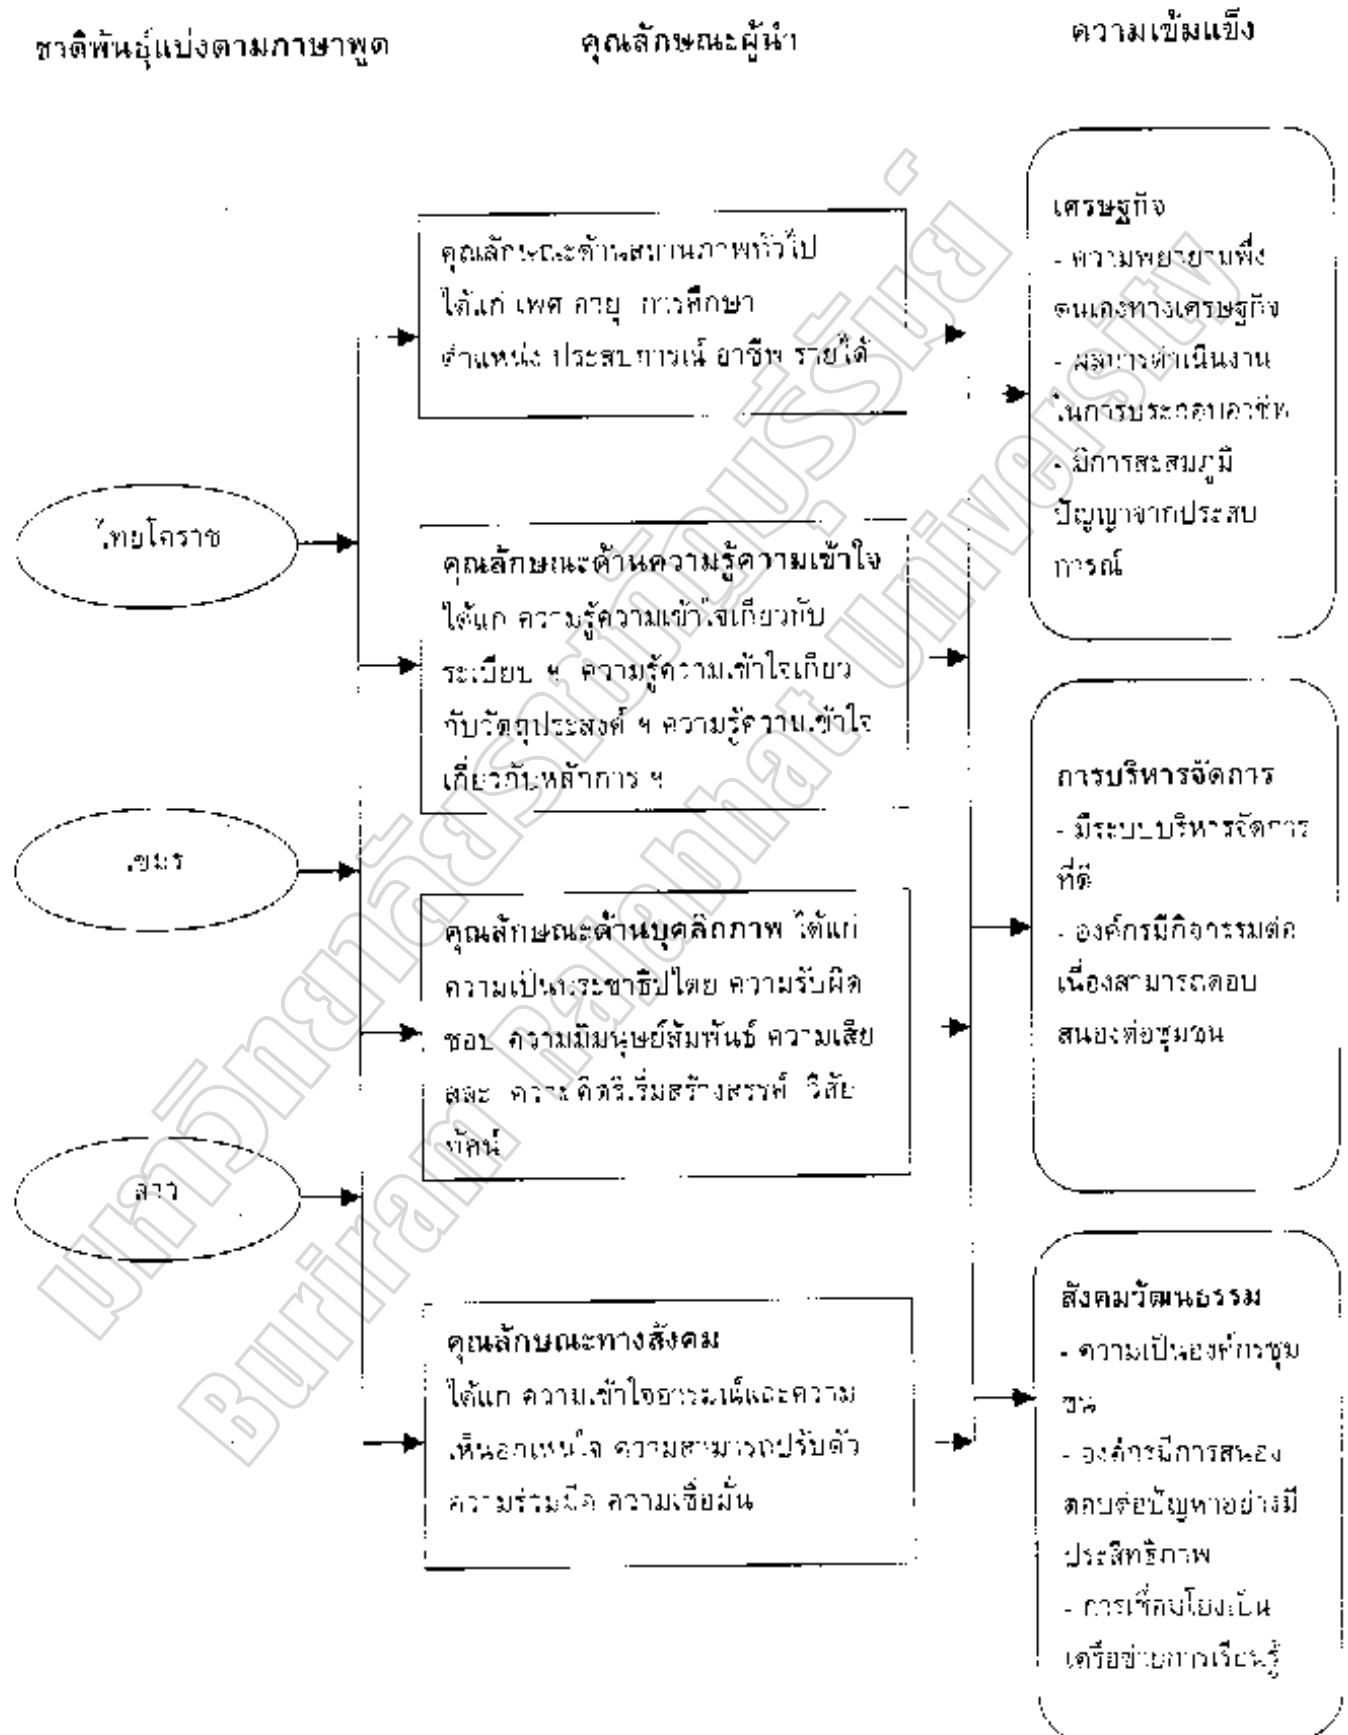 ชาติพันธุ์แบ่งตามภาษาพูด
คุณลักษณะผู้นำ
ความเข้มแข็ง
ไทยโคราช
เขมร
ลาว
คุณลักษณะด้านสถานภาพทั่วไป
ได้แก่ เพศ อายุ การศึกษา
ตำแหน่ง ประสบการณ์ อาชีพ รายได้
คุณลักษณะด้านความรู้ความเข้าใจ
ได้แก่ ความรู้ความเข้าใจเกี่ยวกับ
ระเบียบ ฯ ความรู้ความเข้าใจเกี่ยว
กับวัตถุประสงค์ ฯ ความรู้ความเข้าใจ
เกี่ยวกับหลักการ ฯ
คุณลักษณะด้านบุคลิกภาพ ได้แก่
ความเป็นประชาธิปไตย ความรับผิด
ชอบ ความมีมนุษย์สัมพันธ์ ความเสีย
สละ ความคิดริเริ่มสร้างสรรค์ วิสัย
ทัศน์
คุณลักษณะทางสังคม
ได้แก่ ความเข้าใจอารมณ์และความ
เห็นอกเห็นใจ ความสามารถปรับตัว
ความร่วมมือ ความเชื่อมั่น
เศรษฐกิจ
- ความพยายามพึ่ง
ตนเองทางเศรษฐกิจ
- ผลการดำเนินงาน
ในการประกอบอาชีพ
- มีการสะสมภูมิ
ปัญญาจากประสบ
การณ์
การบริหารจัดการ
- มีระบบบริหารจัดการ
ที่ดี
- องค์กรมีกิจกรรมต่อ
เนื่องสามารถตอบ
สนองต่อชุมชน
สังคมวัฒนธรรม
- ความเป็นองค์กรชุม
ชน
- องค์กรมีการสนอง
ตอบต่อปัญหาอย่างมี
ประสิทธิภาพ
- การเชื่อมโยงเป็น
เครือข่ายการเรียนรู้
มหาวิทยาลัยราชภัฏบุรีรัมย์
Buriram Rajabhat University